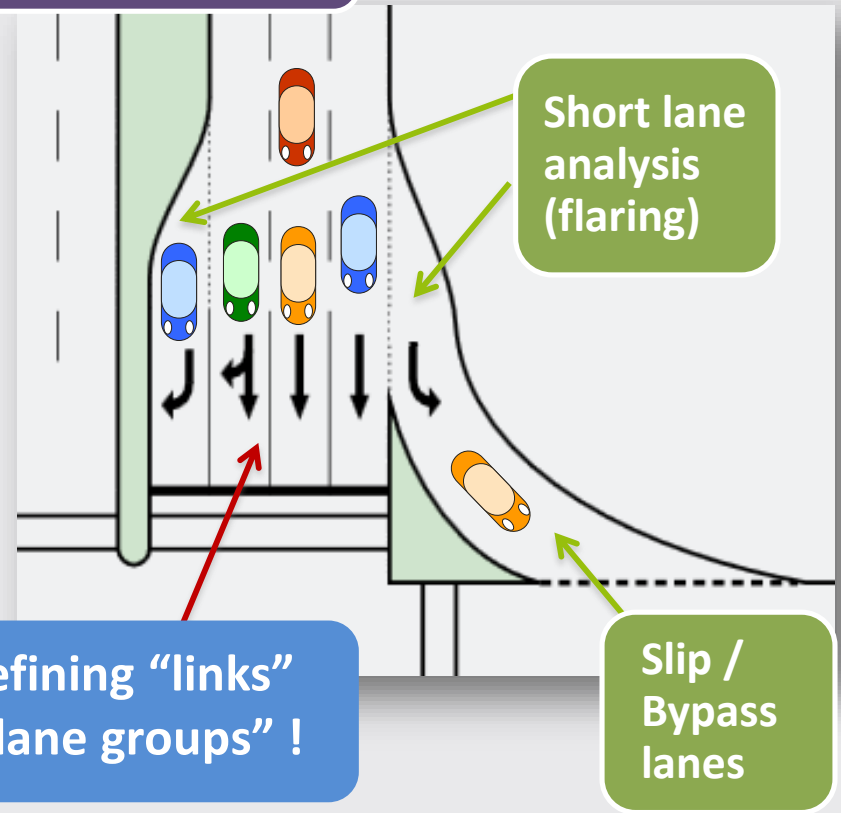 Short lane
analysis
(flaring)
efining “links”
lane groups” !
Slip /
Bypass
lanes